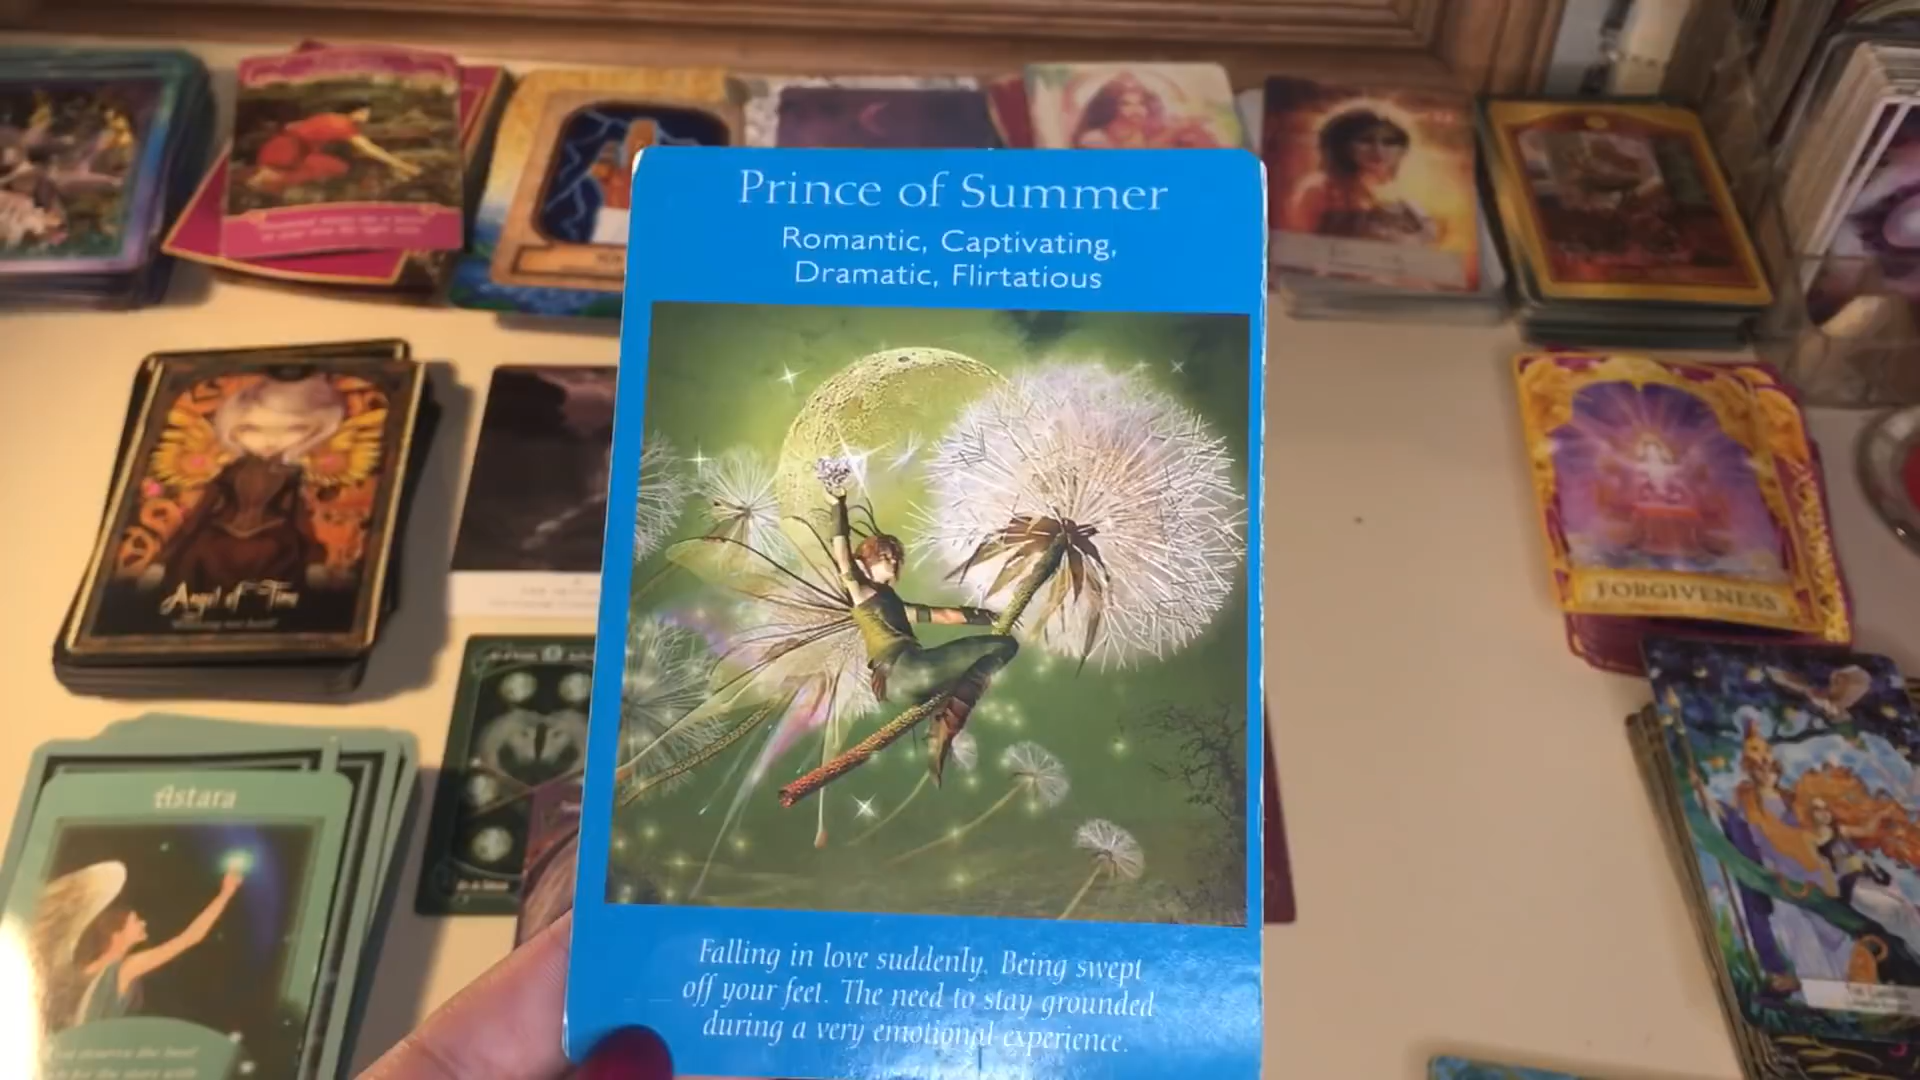 Prince of Summer
Romantic, Captivating,
Dramatic, Flirtatious
Falling in love suddenly. Being swept
off your feet. The need to stay grounded
during a very emotional experience.
Angel of Time
FORGIVENESS
Astara